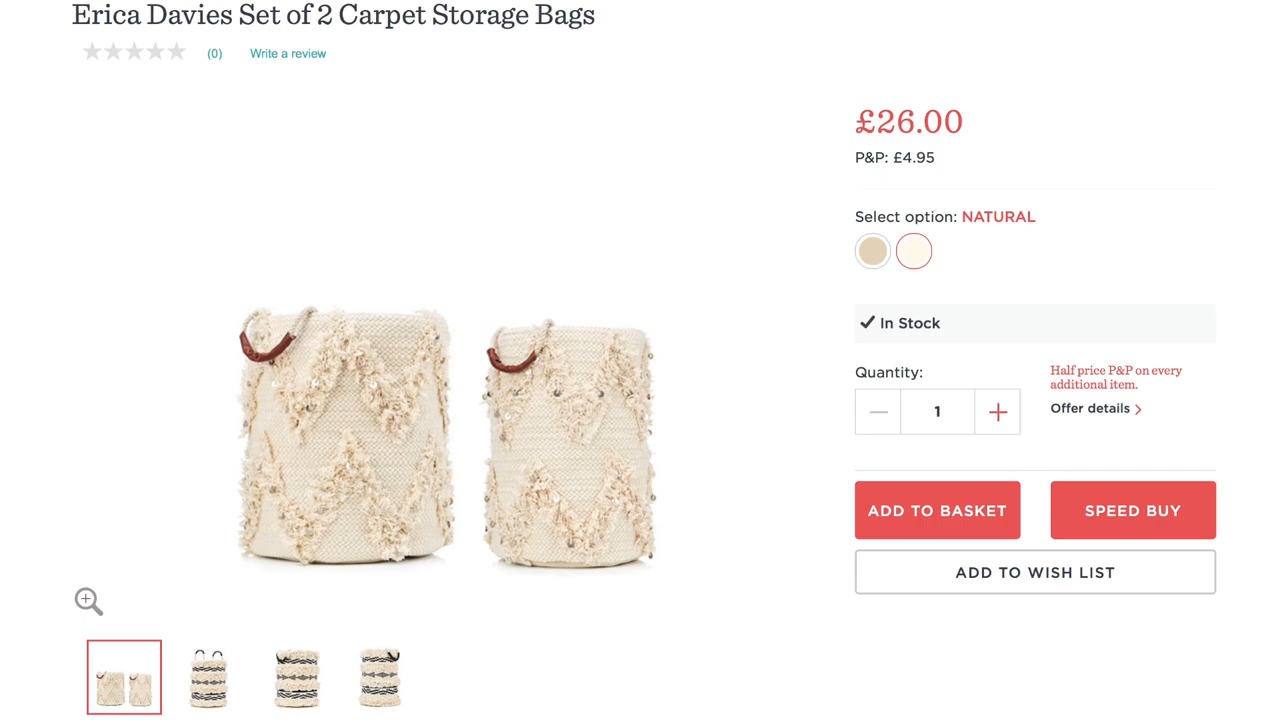 Erica Davies Set of 2 Carpet Storage Bags
(0)
Write a review
£26.00
P&P: £4.95
Select option: NATURAL
In Stock
Quantity:
1
Half price P&P on every
additional item.
Offer details
ADD TO BASKET
SPEED BUY
ADD TO WISH LIST